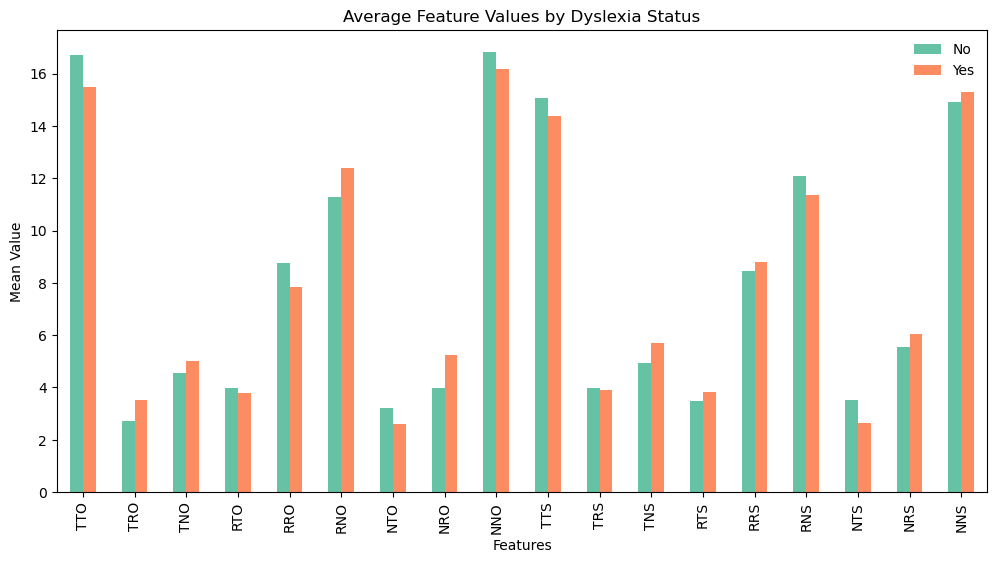 Average Feature Values by Dyslexia Status
No
Yes
Mean Value
16
14
12
10
8
6
4
2
0
TTO TRO TNO RTO RRO RNO NTO NRO NNO TTS TRS TNS RTS RRS RNS NTS NRS NNS
Features